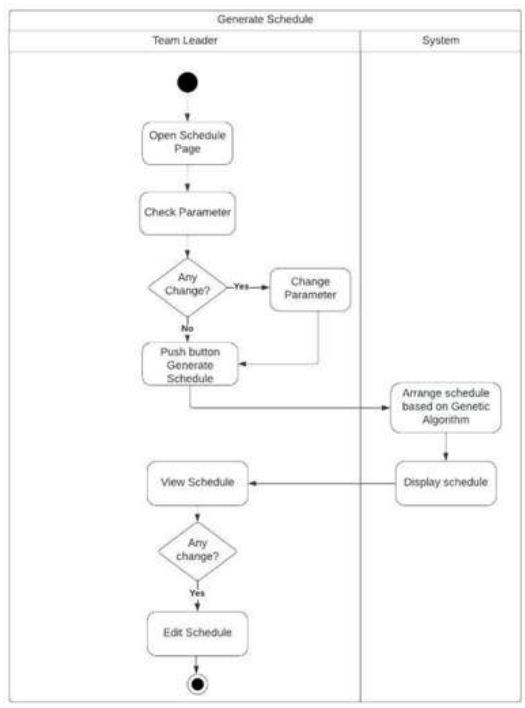 Generate Schedule
Team Leader
System
Open Schedule
Page
Check Parameter
Any
Change?
Yes
Change
Parameter
No
Push button
Generate
Schedule
Arrange schedule
based on Genetic
Algorithm
View Schedule
Display schedule
Any
change?
Yes
Edit Schedule